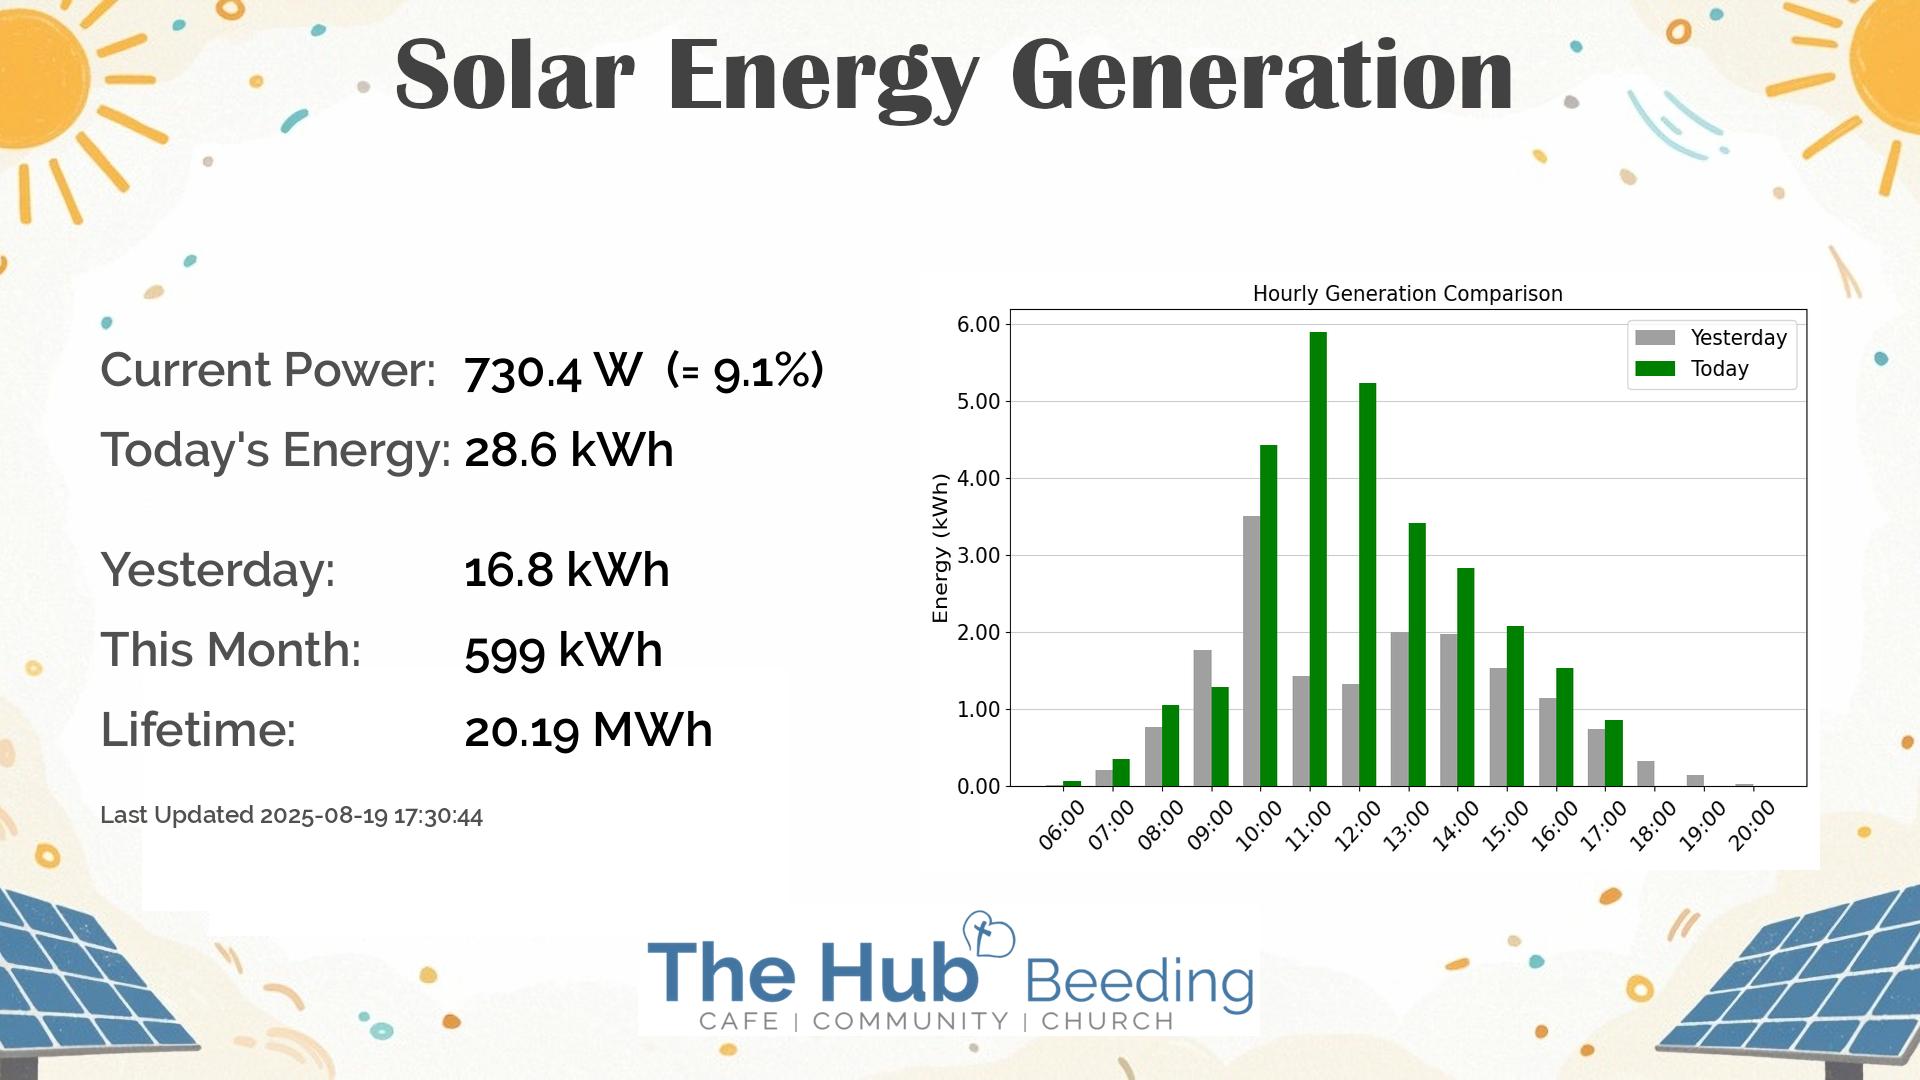 Solar Energy Generation
Current Power: 730.4 W (= 9.1%)
Today's Energy: 28.6 kWh
Yesterday: 16.8 kWh
This Month: 599 kWh
Lifetime: 20.19 MWh
Last Updated 2025-08-19 17:30:44
Hourly Generation Comparison
Yesterday
Today
Energy (kWh)
6.00
5.00
4.00
3.00
2.00
1.00
0.00
06:00 07:00 08:00 09:00 10:00 11:00 12:00 13:00 14:00 15:00 16:00 17:00 18:00 19:00 20:00
The Hub Beeding
CAFE | COMMUNITY | CHURCH